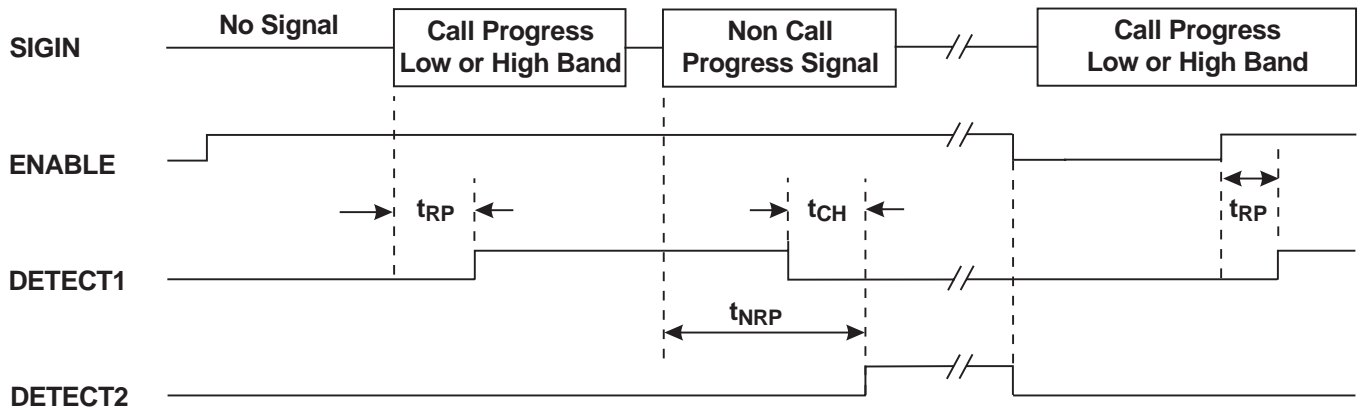 No Signal
SIGIN
Call Progress
Low or High Band
Non Call
Progress Signal
Call Progress
Low or High Band
ENABLE
tRP
tCH
tRP
DETECT1
tNRP
DETECT2